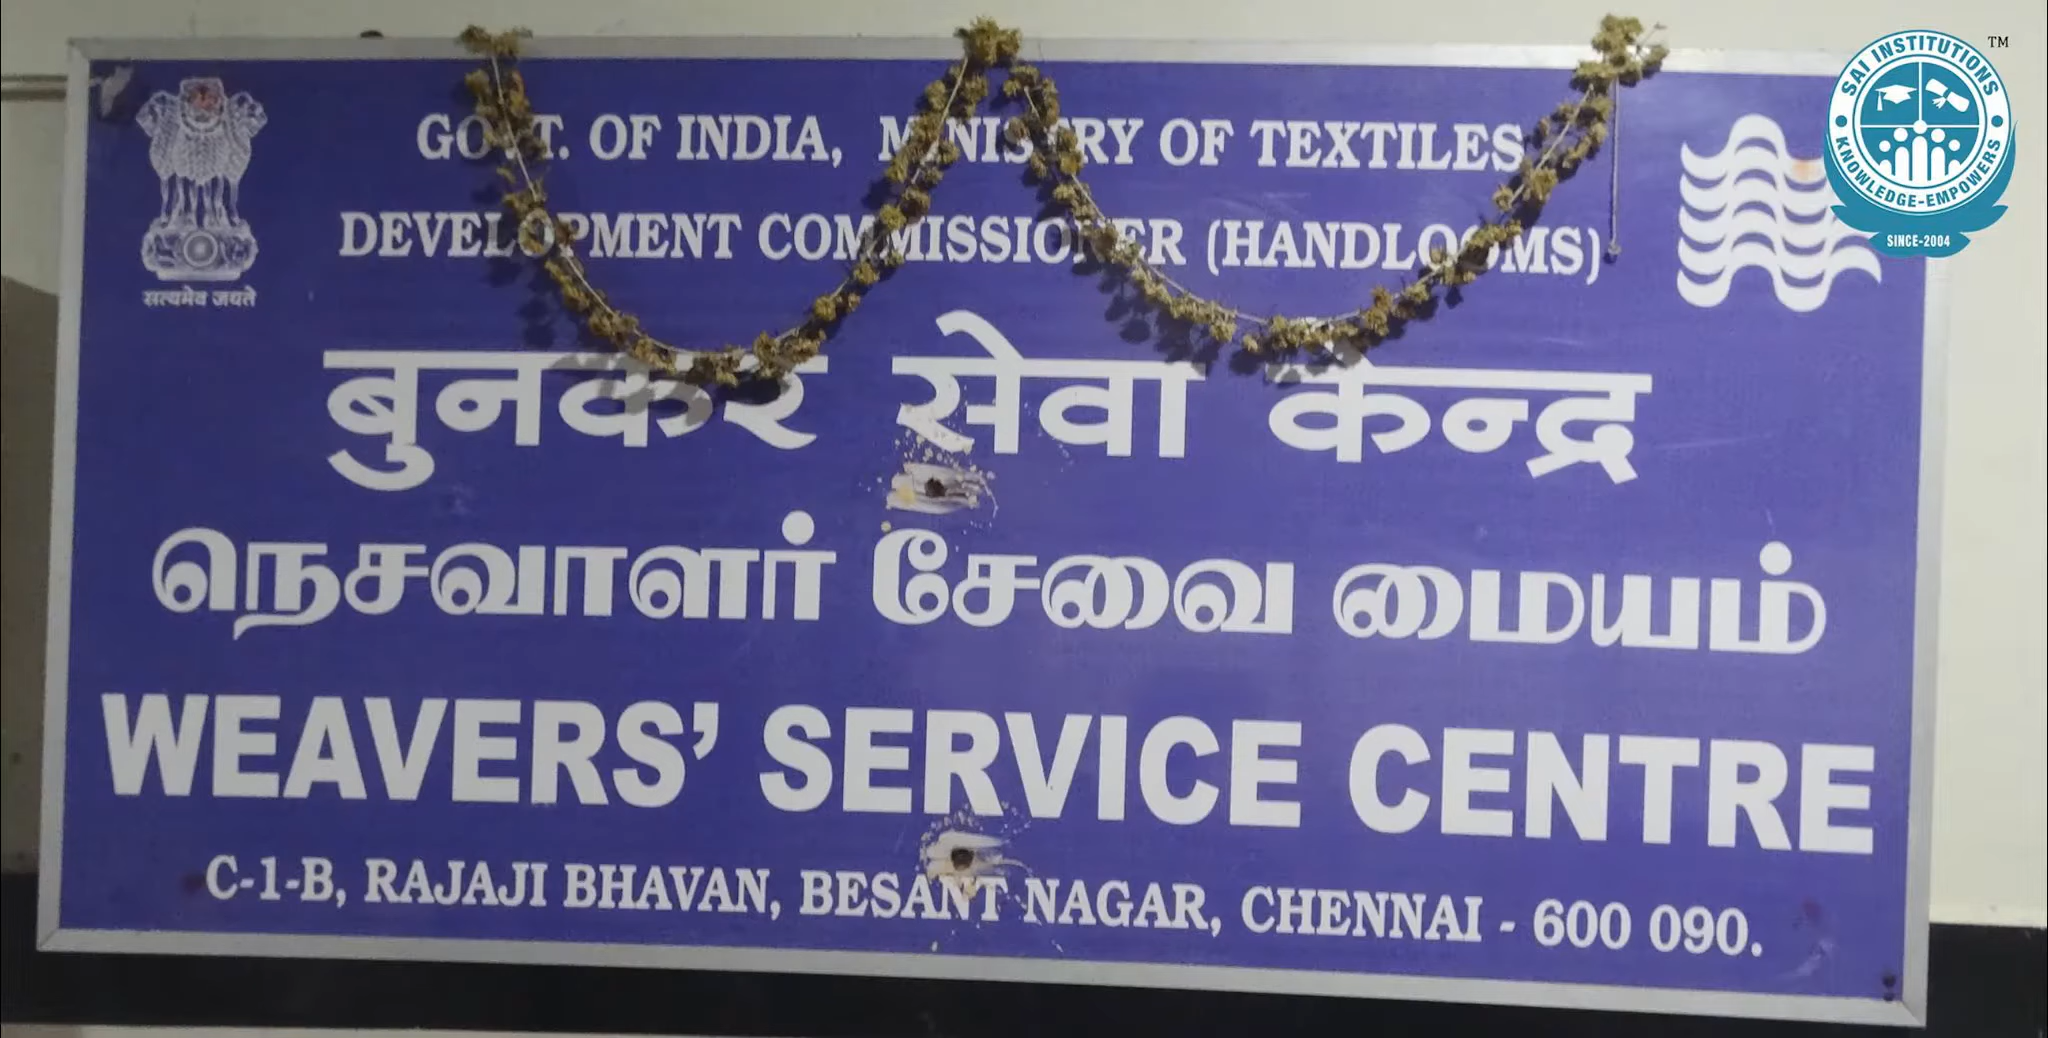 GOVT. OF INDIA, MINISTRY OF TEXTILES
DEVELOPMENT COMMISSIONER (HANDLOOMS)
सत्यमेव जयते
बुनकर सेवा केन्द्र
நெசவாளர் சேவை மையம்
WEAVERS' SERVICE CENTRE
C-1-B, RAJAJI BHAVAN, BESANT NAGAR, CHENNAI - 600 090.
SAI INSTITUTIONS
TM
KNOWLEDGE-EMPOWERS
SINCE-2004